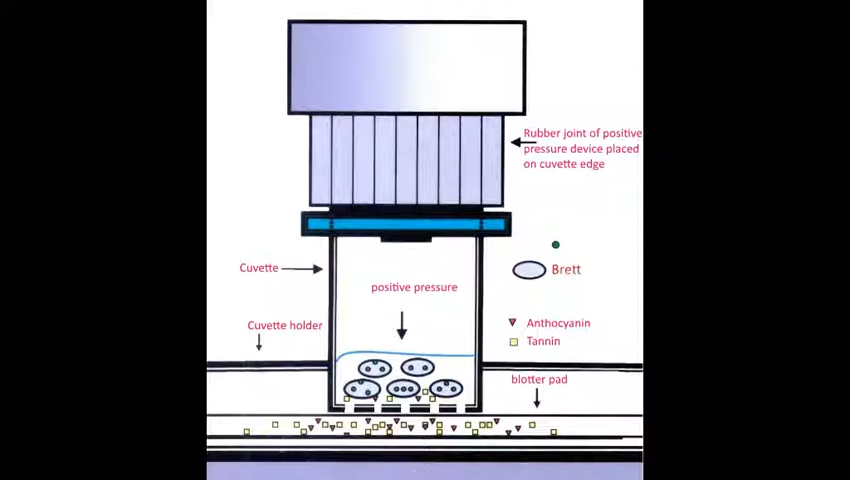 Rubber joint of positive
pressure device placed
on cuvette edge
Cuvette
Brett
positive pressure
Cuvette holder
Anthocyanin
Tannin
blotter pad